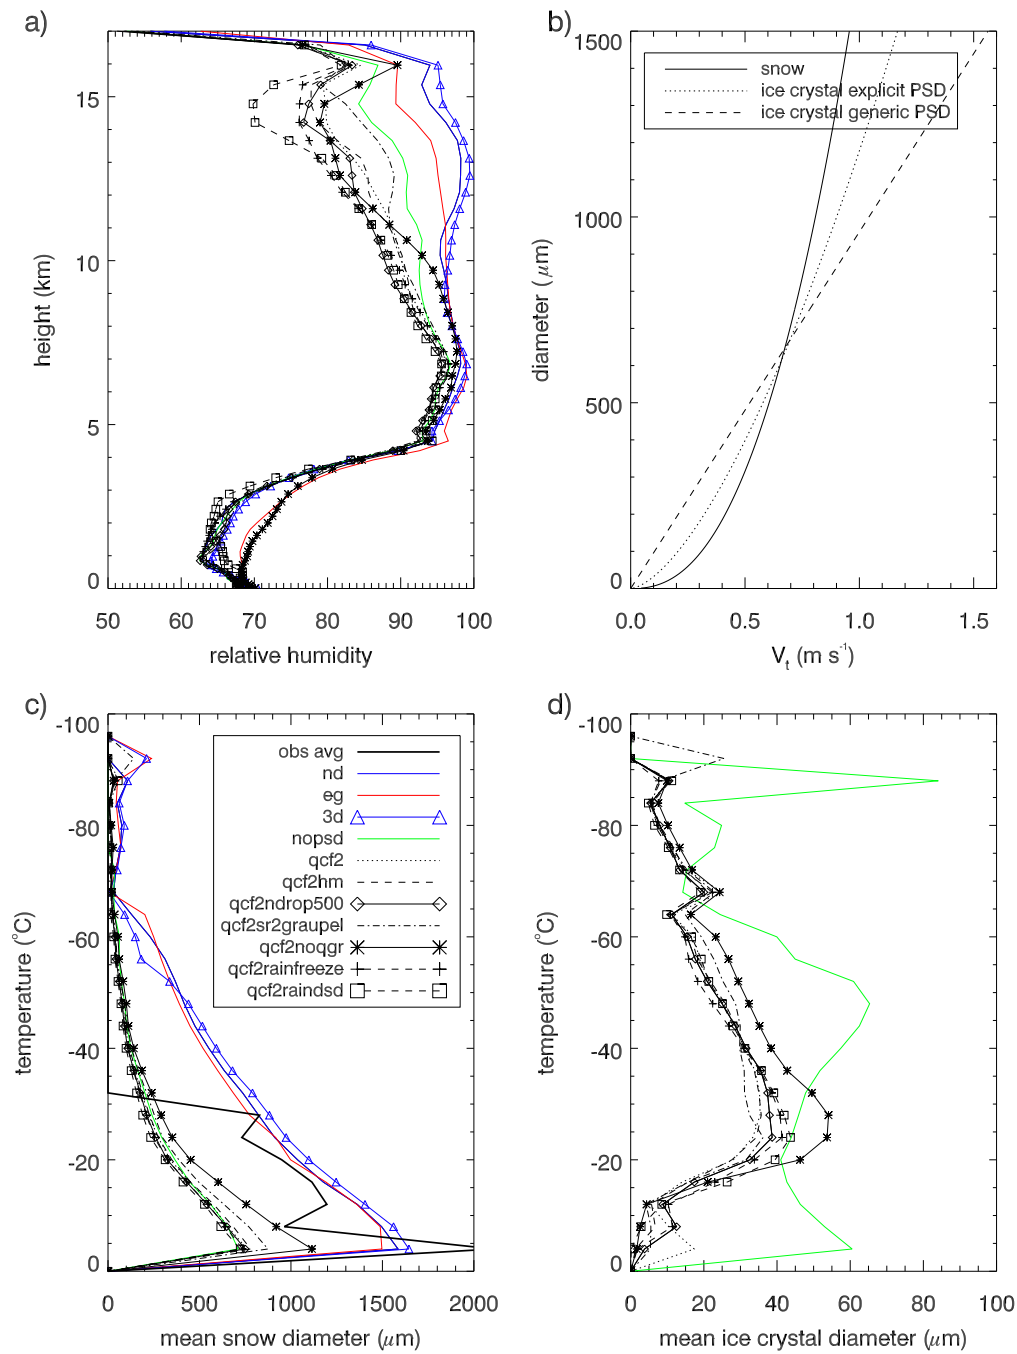 a)
15
10
5
0
height (km)
50 60 70 80 90 100
relative humidity
b)
snow
ice crystal explicit PSD
ice crystal generic PSD
1500
1000
500
0
diameter (μm)
0.0 0.5 1.0 1.5
Vt (m s-1)
c)
-100
-80
-60
-40
-20
0
temperature (°C)
obs avg
nd
eg
3d
nopsd
qcf2
qcf2hm
qcf2ndrop500
qcf2sr2graupel
qcf2noqgr
qcf2rainfreeze
qcf2raindsd
0 500 1000 1500 2000
mean snow diameter (μm)
d)
-100
-80
-60
-40
-20
0
temperature (°C)
0 20 40 60 80 100
mean ice crystal diameter (μm)